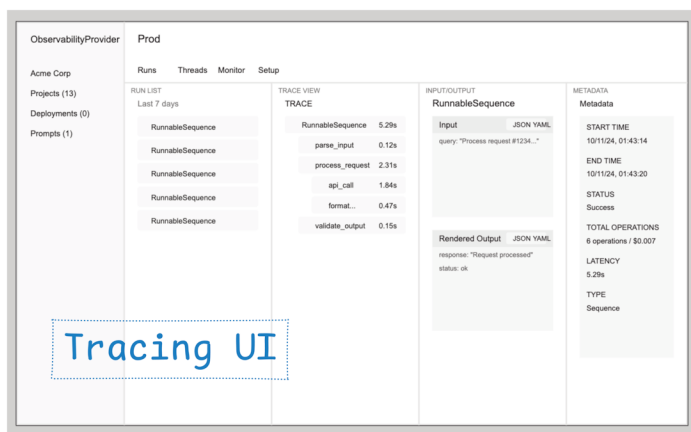 ObservabilityProvider
Acme Corp
Projects (13)
Deployments (0)
Prompts (1)
Prod
Runs Threads Monitor Setup
RUN LIST
Last 7 days
RunnableSequence
RunnableSequence
RunnableSequence
RunnableSequence
RunnableSequence
TRACE VIEW
TRACE
RunnableSequence 5.29s
parse_input 0.12s
process_request 2.31s
api_call 1.84s
format... 0.47s
validate_output 0.15s
INPUT/OUTPUT
RunnableSequence
Input JSON YAML
query: "Process request #1234..."
Rendered Output JSON YAML
response: "Request processed"
status: ok
METADATA
Metadata
START TIME
10/11/24, 01:43:14
END TIME
10/11/24, 01:43:20
STATUS
Success
TOTAL OPERATIONS
6 operations / $0.007
LATENCY
5.29s
TYPE
Sequence
Tracing UI